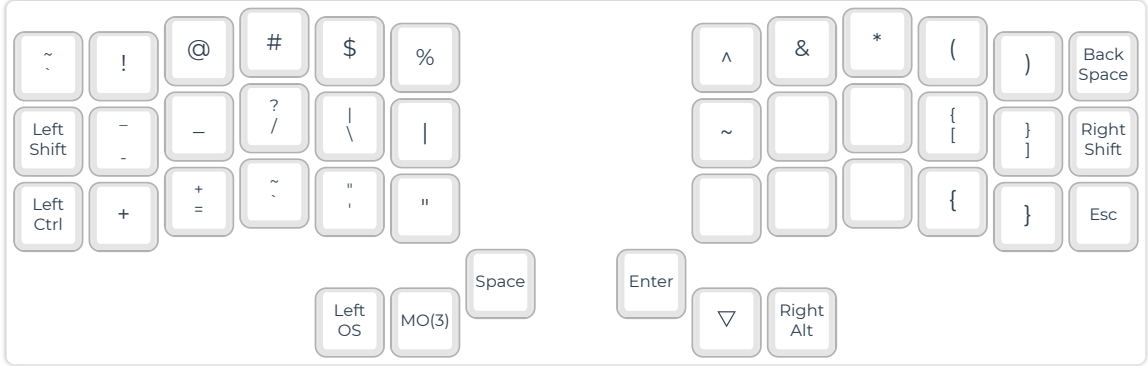 ~
`
!
@
#
$
%
^
&
*
(
)
Back
Space
Left
Shift
_
-
_
?
/
|
\
|
~
{
[
}
]
Right
Shift
Left
Ctrl
+
+
=
~
`
"
'
"
{
}
Esc
Space
Enter
Left
OS
MO(3)
▽
Right
Alt